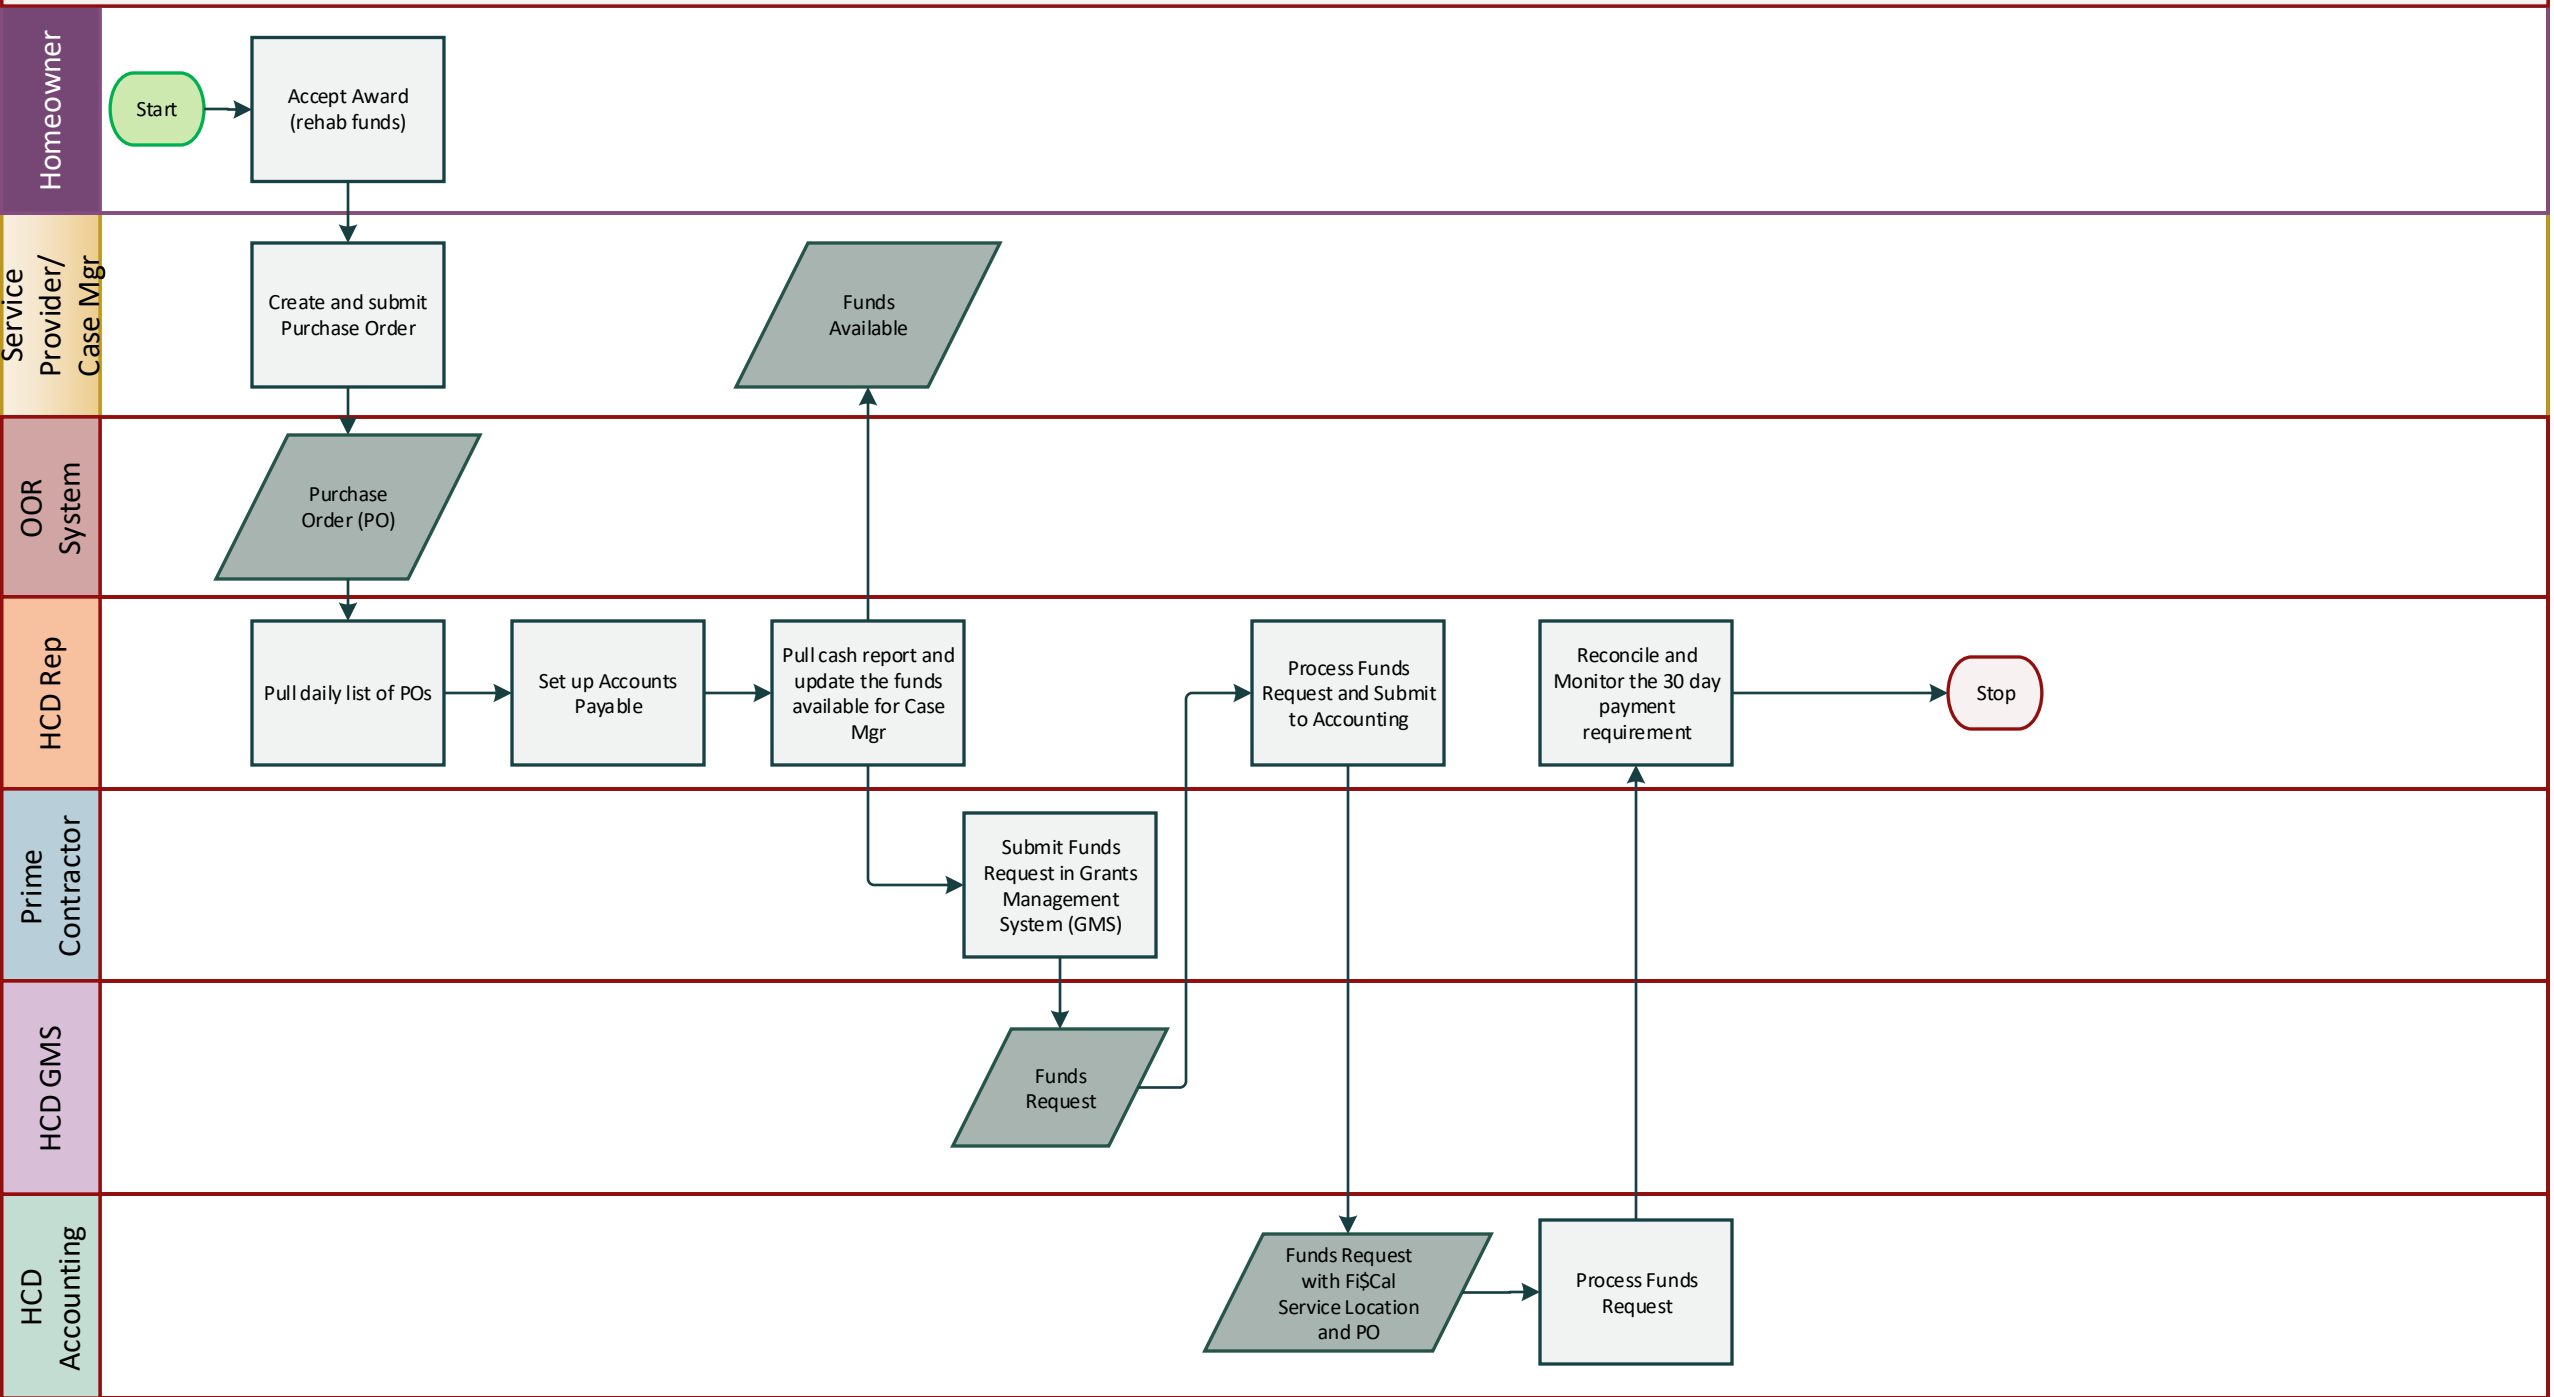 Homeowner
Start
Accept Award
(rehab funds)
Service
Provider/
Case Mgr
Create and submit
Purchase Order
Funds
Available
OOR
System
Purchase
Order (PO)
HCD Rep
Pull daily list of POs
Set up Accounts
Payable
Pull cash report and
update the funds
available for Case
Mgr
Process Funds
Request and Submit
to Accounting
Reconcile and
Monitor the 30 day
payment
requirement
Stop
Prime
Contractor
Submit Funds
Request in Grants
Management
System (GMS)
HCD GMS
Funds
Request
HCD
Accounting
Funds Request
with Fi$Cal
Service Location
and PO
Process Funds
Request